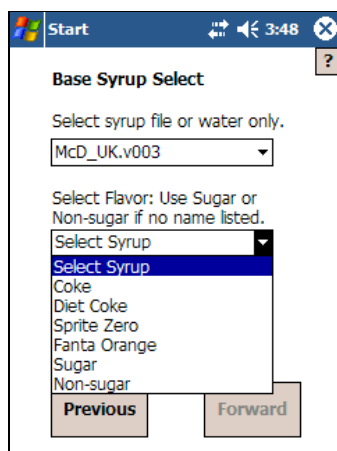 Start 3:48
?
Base Syrup Select
Select syrup file or water only.
McD_UK.v003
Select Flavor: Use Sugar or
Non-sugar if no name listed.
Select Syrup
Select Syrup
Coke
Diet Coke
Sprite Zero
Fanta Orange
Sugar
Non-sugar
Previous Forward